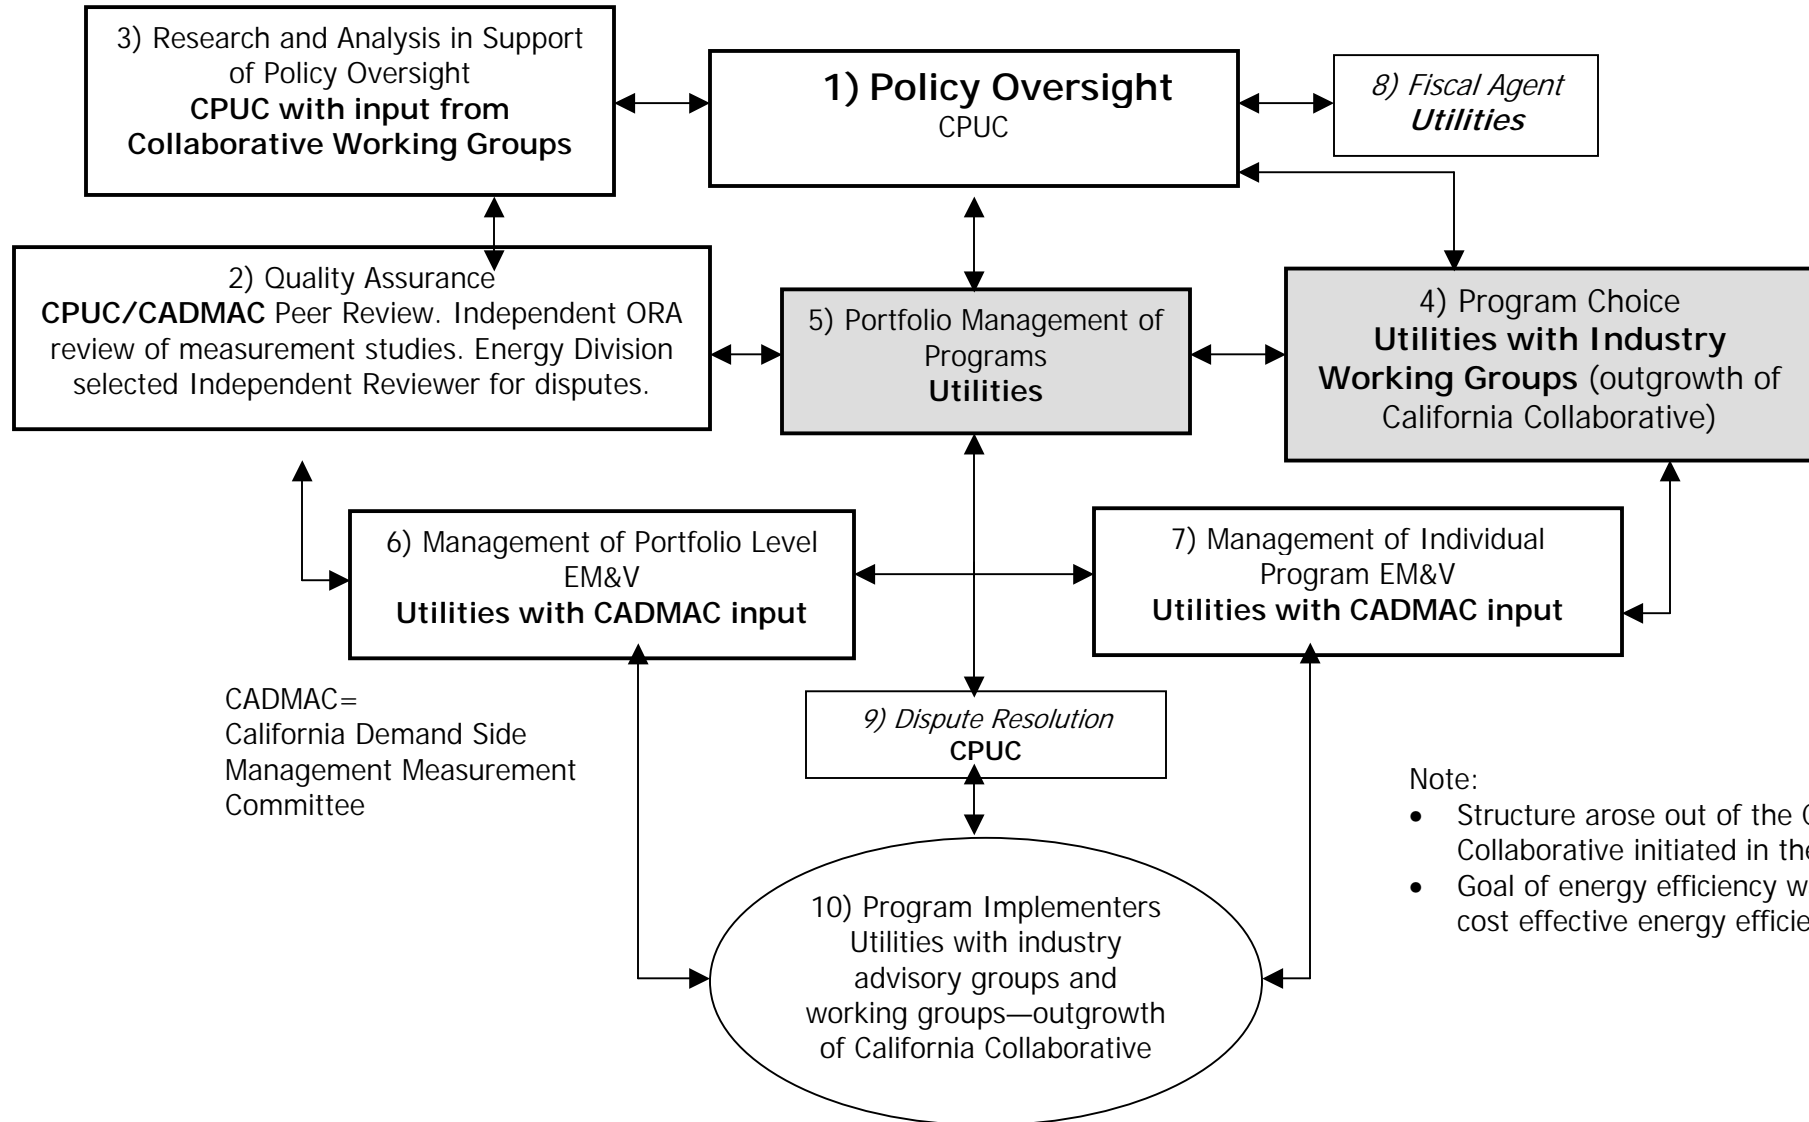 3) Research and Analysis in Support
of Policy Oversight
CPUC with input from
Collaborative Working Groups
1) Policy Oversight
CPUC
8) Fiscal Agent
Utilities
2) Quality Assurance
CPUC/CADMAC Peer Review. Independent ORA
review of measurement studies. Energy Division
selected Independent Reviewer for disputes.
5) Portfolio Management of
Programs
Utilities
4) Program Choice
Utilities with Industry
Working Groups (outgrowth of
California Collaborative)
6) Management of Portfolio Level
EM&V
Utilities with CADMAC input
7) Management of Individual
Program EM&V
Utilities with CADMAC input
CADMAC=
California Demand Side
Management Measurement
Committee
9) Dispute Resolution
CPUC
Note:
• Structure arose out of the
Collaborative initiated in
• Goal of energy efficiency
cost effective energy
10) Program Implementers
Utilities with industry
advisory groups and
working groups—outgrowth
of California Collaborative